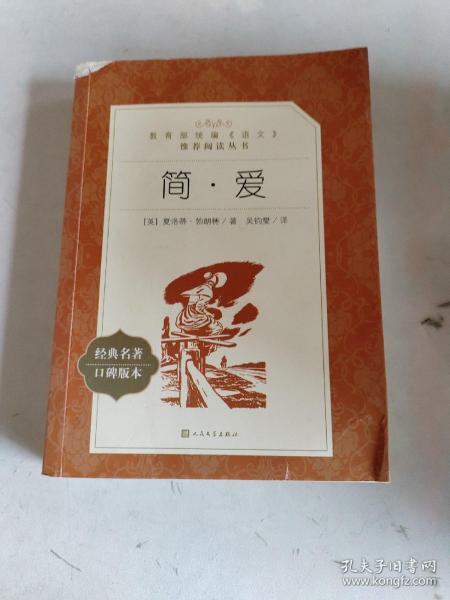 教育部统编《语文》
推荐阅读丛书
简·爱
[英] 夏洛蒂·勃朗特 / 著 吴钧燮 / 译
经典名著
口碑版本
人民文学出版社
孔夫子旧书网
www.kongfz.com